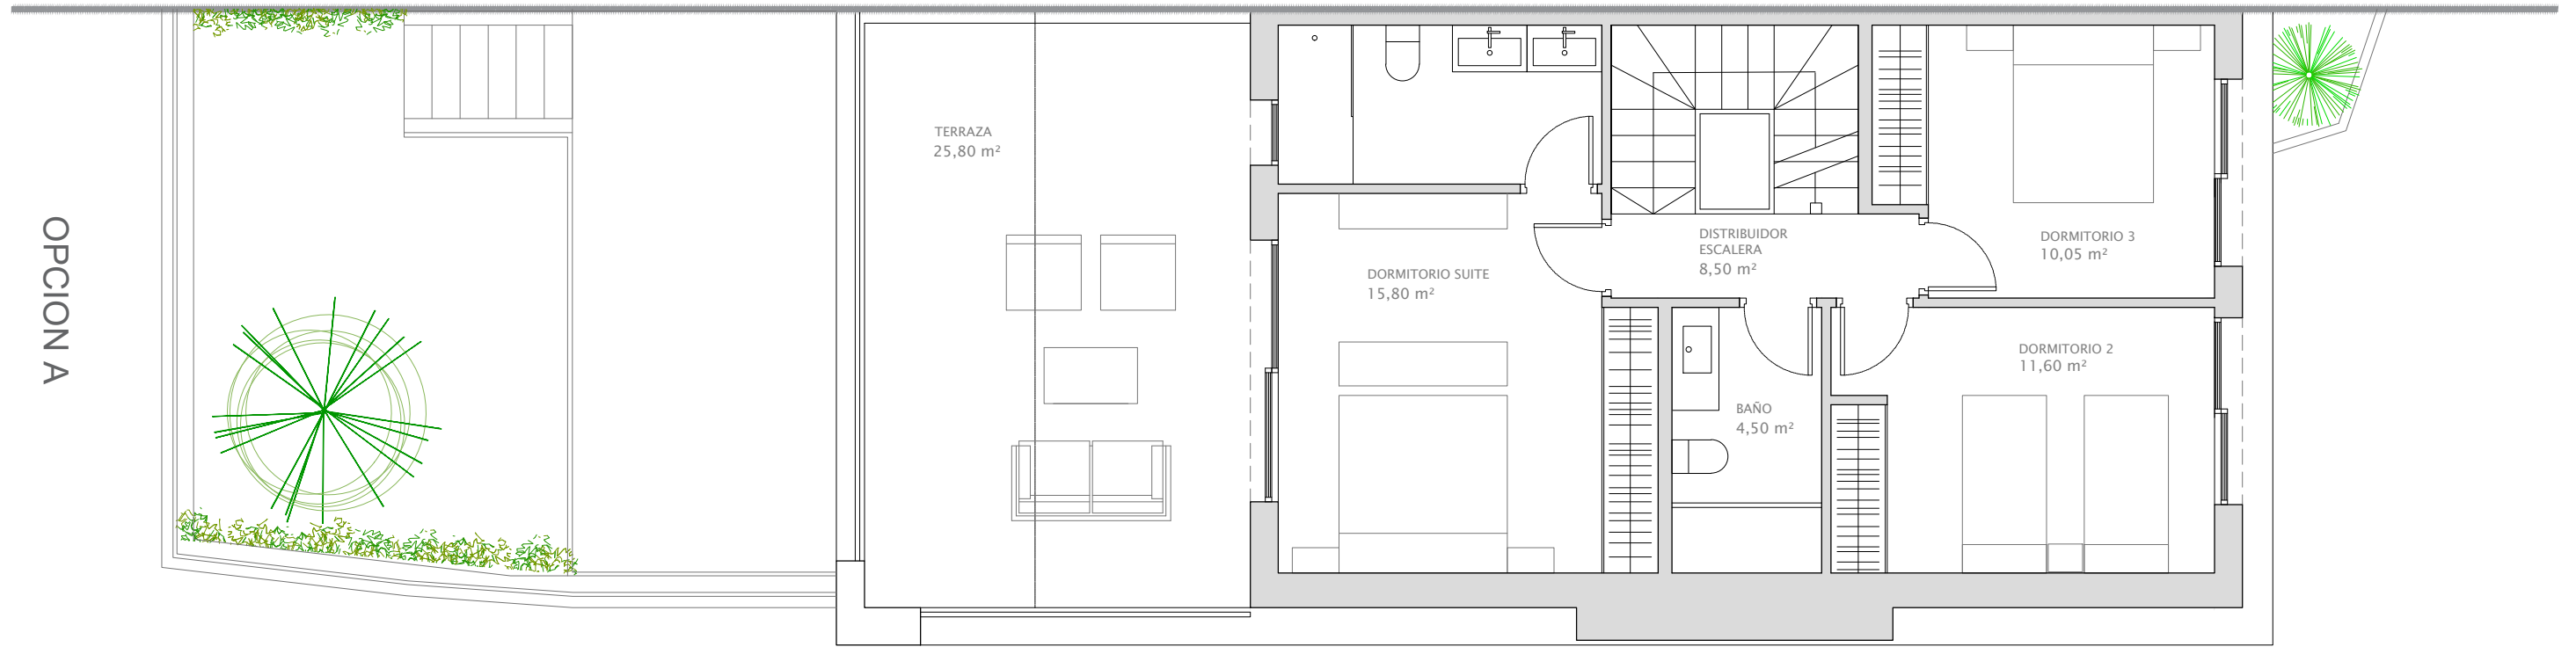 OPCION A
TERRAZA
25,80 m²
DORMITORIO SUITE
15,80 m²
DISTRIBUIDOR
ESCALERA
8,50 m²
BAÑO
4,50 m²
DORMITORIO 3
10,05 m²
DORMITORIO 2
11,60 m²